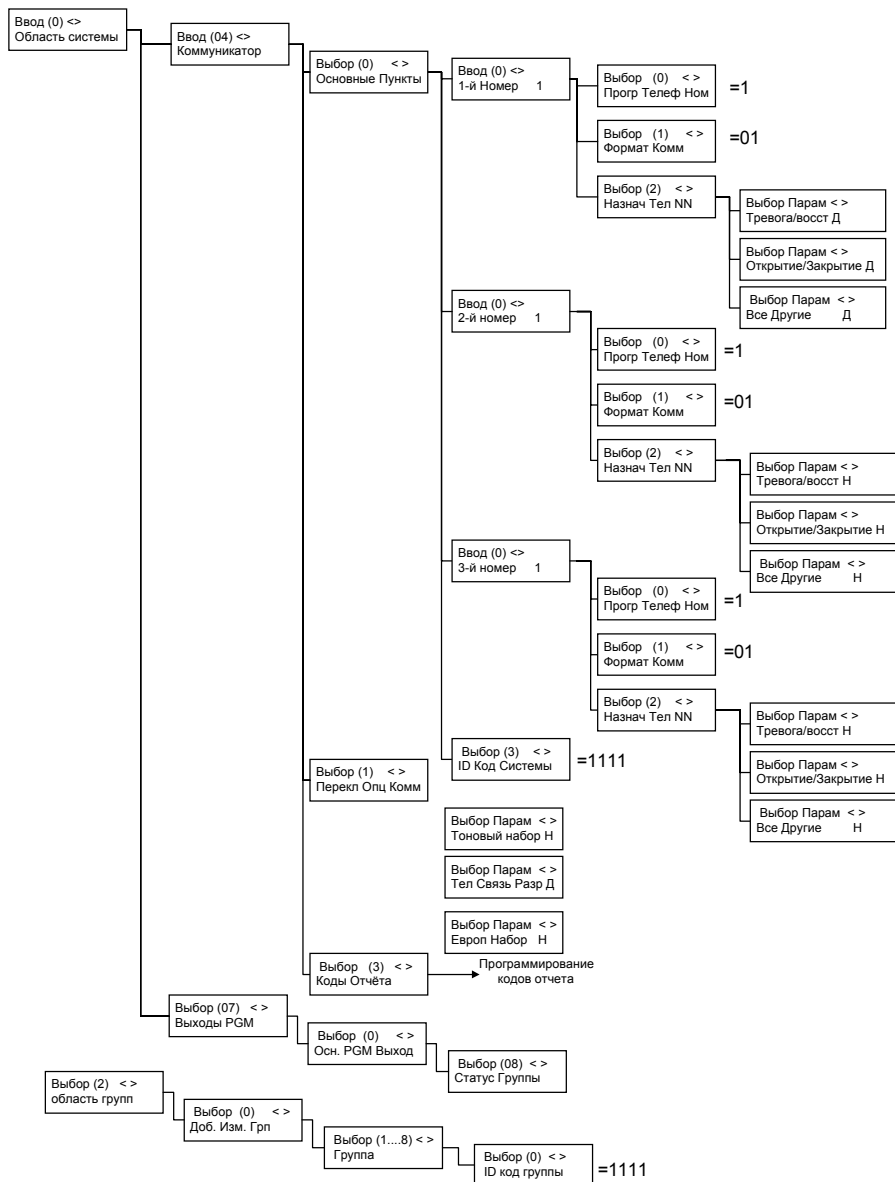 Ввод (0) <>
Область системы
Ввод (04) <>
Коммуникатор
Выбор (0) < >
Основные Пункты
Ввод (0) <>
1-й Номер 1
Выбор (0) < >
Прогр Телеф Ном
=1
Выбор (1) < >
Формат Комм
=01
Выбор (2) < >
Назнач Тел NN
Выбор Парам < >
Тревога/восст Д
Выбор Парам < >
Открытие/Закрытие Д
Выбор Парам < >
Все Другие Д
Ввод (0) <>
2-й номер 1
Выбор (0) < >
Прогр Телеф Ном
=1
Выбор (1) < >
Формат Комм
=01
Выбор (2) < >
Назнач Тел NN
Выбор Парам < >
Тревога/восст Н
Выбор Парам < >
Открытие/Закрытие Н
Выбор Парам < >
Все Другие Н
Ввод (0) <>
3-й номер 1
Выбор (0) < >
Прогр Телеф Ном
=1
Выбор (1) < >
Формат Комм
=01
Выбор (2) < >
Назнач Тел NN
Выбор Парам < >
Тревога/восст Н
Выбор Парам < >
Открытие/Закрытие Н
Выбор Парам < >
Все Другие Н
Выбор (3) < >
ID Код Системы
=1111
Выбор (1) < >
Перекл Опц Комм
Выбор Парам < >
Тоновый набор Н
Выбор Парам < >
Тел Связь Разр Д
Выбор Парам < >
Европ Набор Н
Выбор (3) < >
Коды Отчёта
Программирование
кодов отчета
Выбор (07) < >
Выходы PGM
Выбор (0) < >
Осн. PGM Выход
Выбор (08) < >
Статус Группы
Выбор (2) < >
область групп
Выбор (0) < >
Доб. Изм. Грп
Выбор (1....8) < >
Группа
Выбор (0) < >
ID код группы
=1111